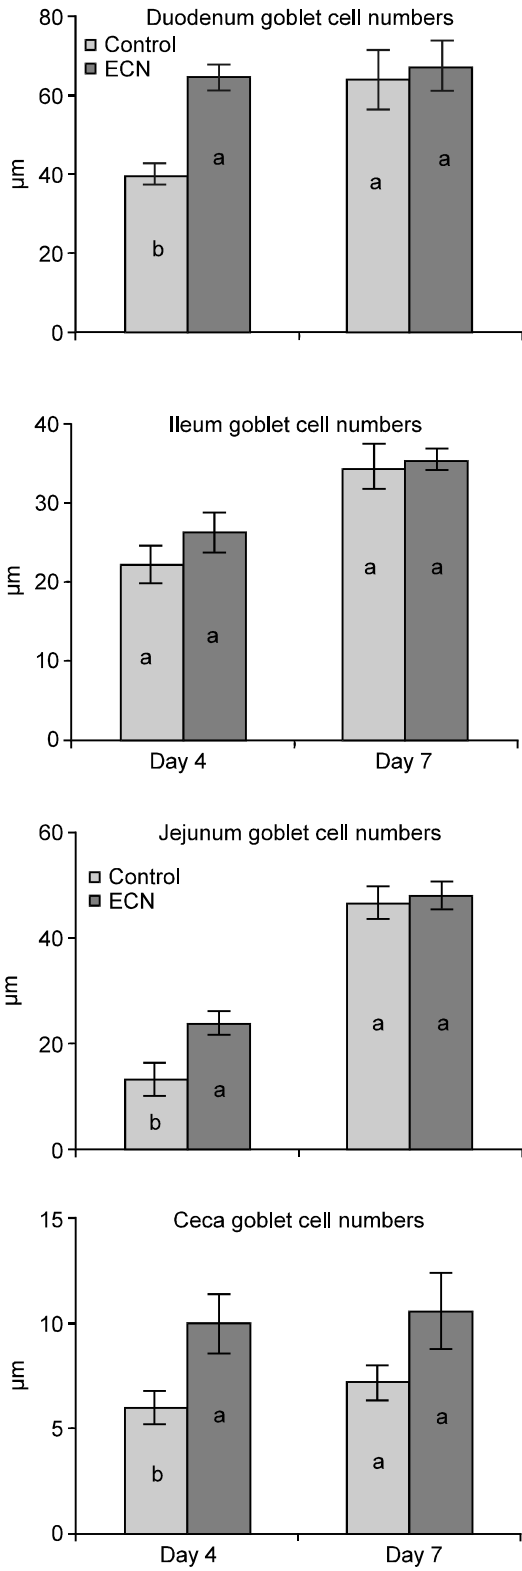 Duodenum goblet cell numbers
Control
ECN
µm
80
60
40
20
0
b
a
a
a
Ileum goblet cell numbers
µm
40
30
20
10
0
a
a
a
a
Day 4
Day 7
Jejunum goblet cell numbers
Control
ECN
µm
60
40
20
0
b
a
a
a
Ceca goblet cell numbers
µm
15
10
5
0
b
a
a
a
Day 4
Day 7